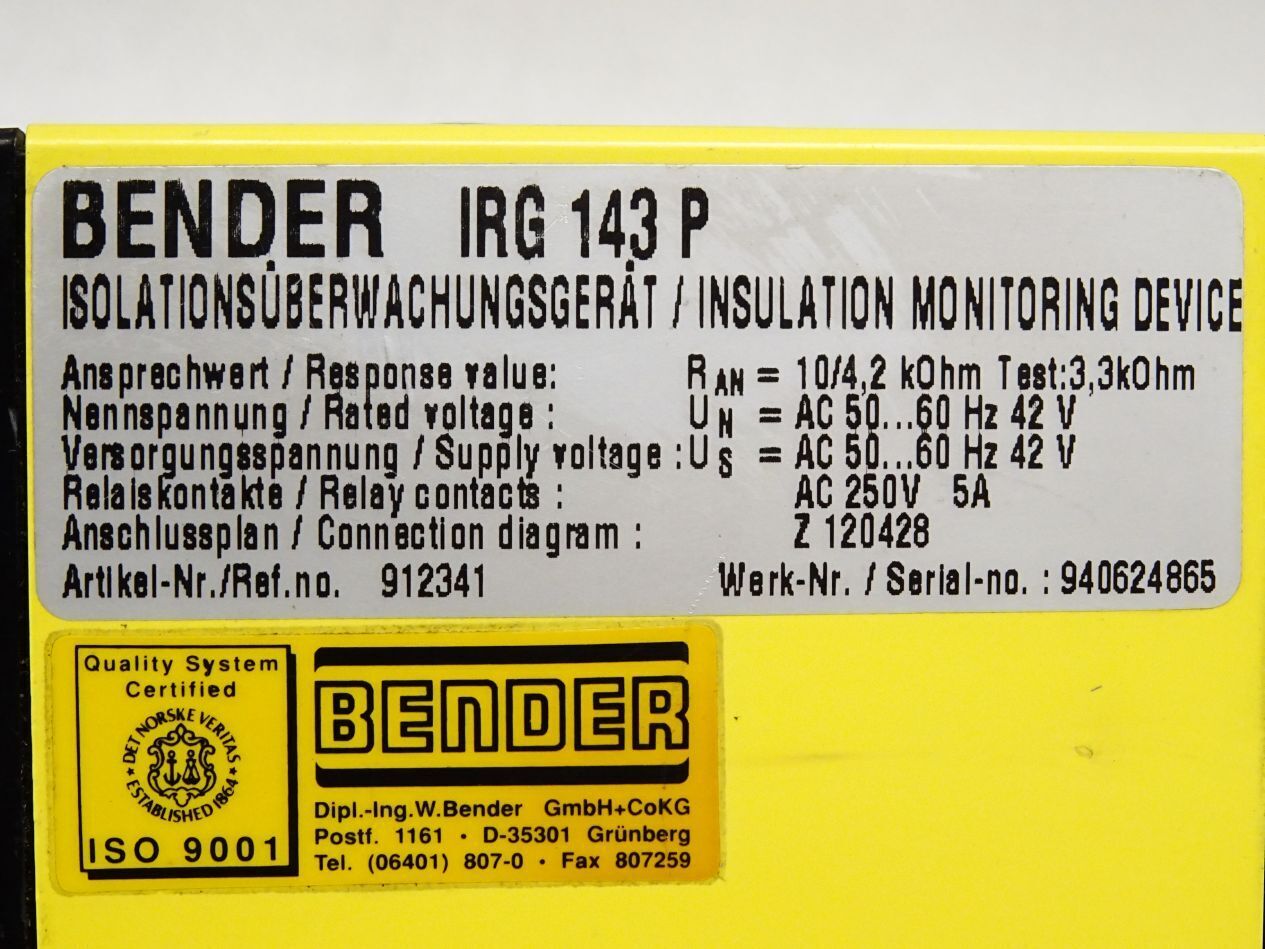 BENDER IRG 143 P
ISOLATIONSÜBERWACHUNGSGERÄT / INSULATION MONITORING DEVICE
Ansprechwert / Response value: R AN = 10/4,2 kOhm Test:3,3kOhm
Nennspannung / Rated voltage : U N = AC 50...60 Hz 42 V
Versorgungsspannung / Supply voltage : U S = AC 50...60 Hz 42 V
Relaiskontakte / Relay contacts : AC 250V 5A
Anschlussplan / Connection diagram : Z 120428
Artikel-Nr./Ref.no. 912341 Werk-Nr. / Serial-no. : 940624865
Quality System
Certified
DET NORSKE VERITAS
ESTABLISHED 1864
ISO 9001
BENDER
Dipl.-Ing.W.Bender GmbH+CoKG
Postf. 1161 • D-35301 Grünberg
Tel. (06401) 807-0 • Fax 807259